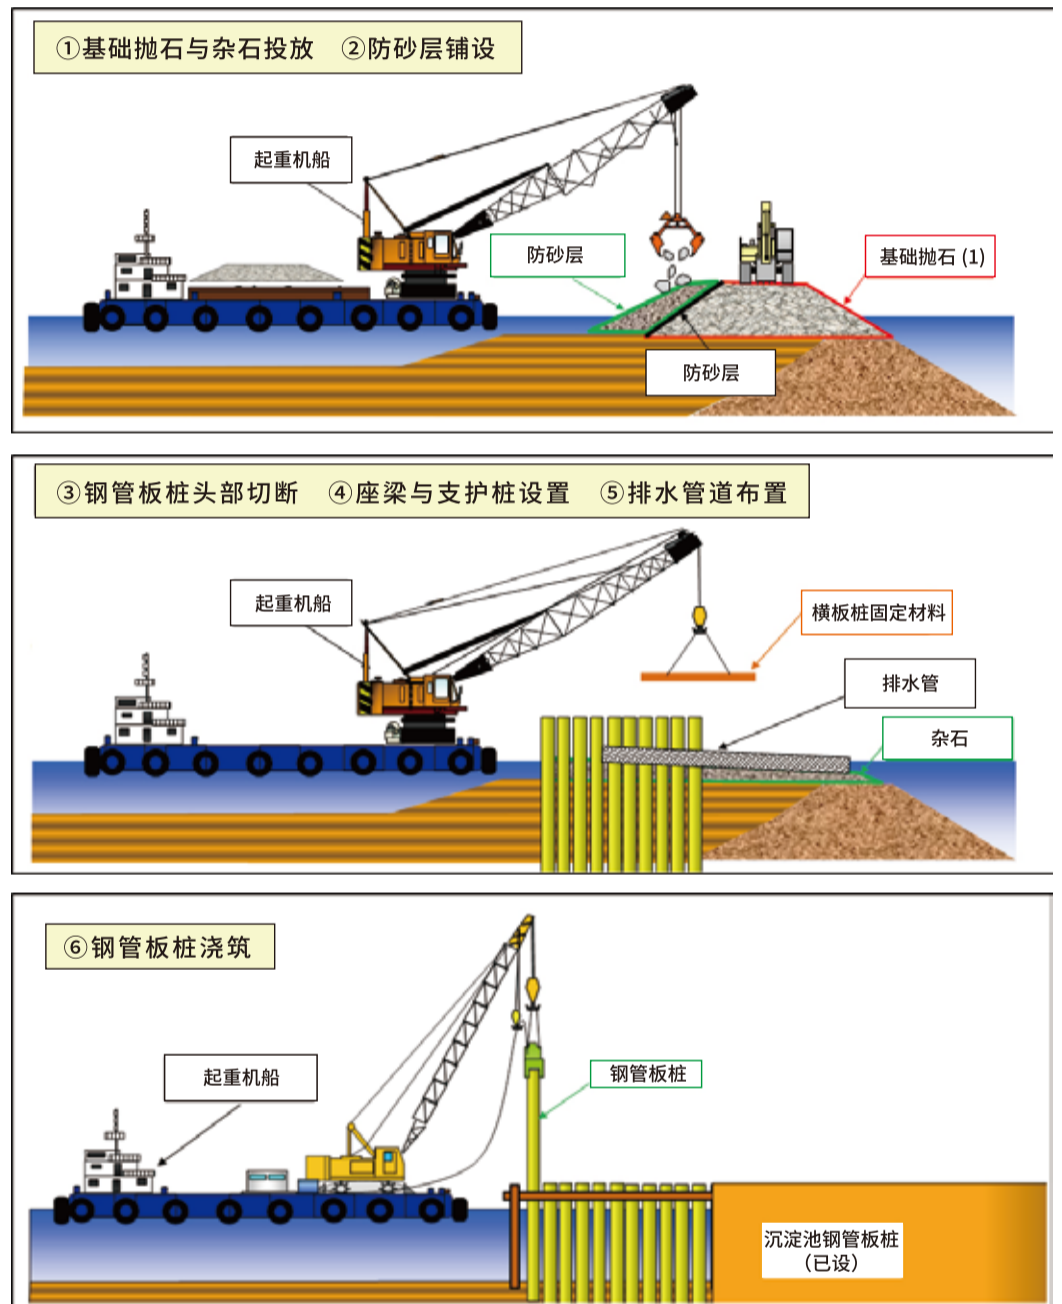 ①基础抛石与杂石投放 ②防砂层铺设
起重机船
防砂层
基础抛石 (1)
防砂层
③钢管板桩头部切断 ④座梁与支护桩设置 ⑤排水管道布置
起重机船
横板桩固定材料
排水管
杂石
⑥钢管板桩浇筑
起重机船
钢管板桩
沉淀池钢管板桩
（已设）